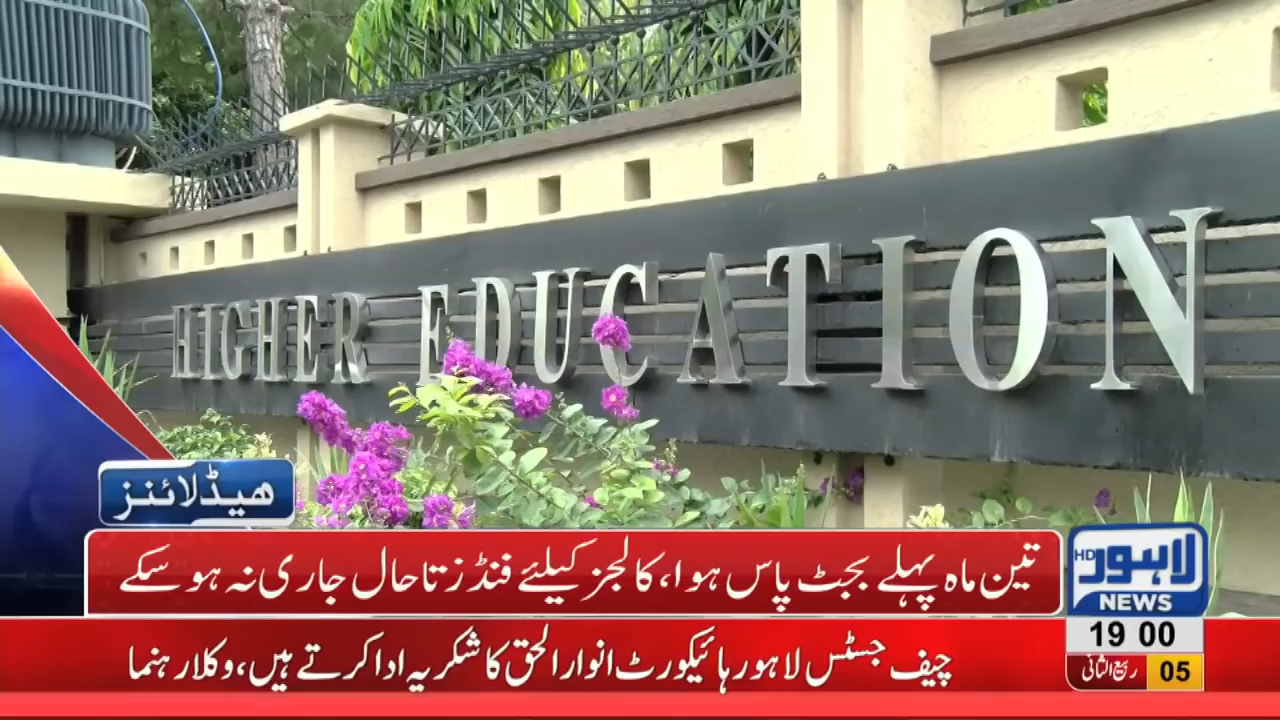 HIGHER EDUCATION
ہیڈلائنز
تین ماہ پہلے بجٹ پاس ہوا، کالجز کیلئے فنڈز تاحال جاری نہ ہو سکے
لاہور HD
NEWS
19 00
ربیع الثانی 05
چیف جسٹس لاہور ہائیکورٹ انوار الحق کا شکریہ ادا کرتے ہیں، وکلا رہنما